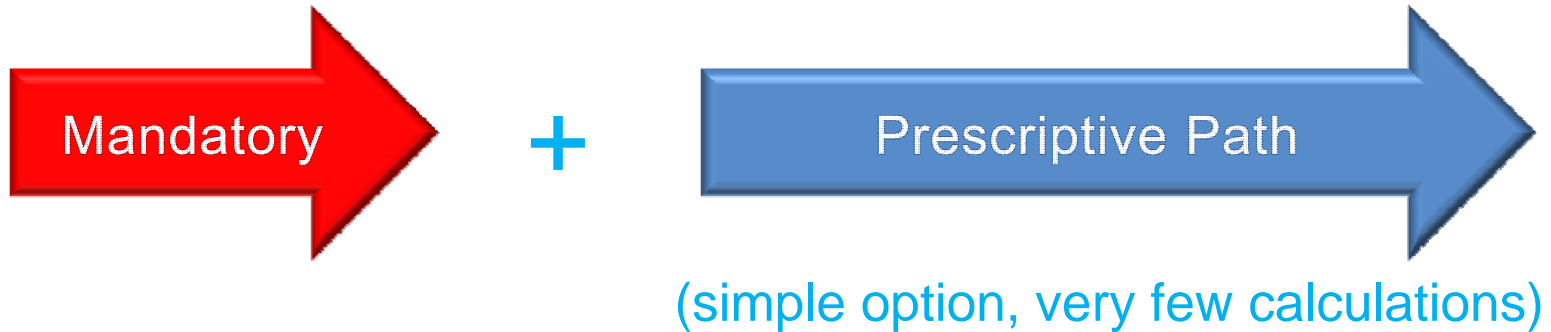 Mandatory + Prescriptive Path
(simple option, very few calculations)